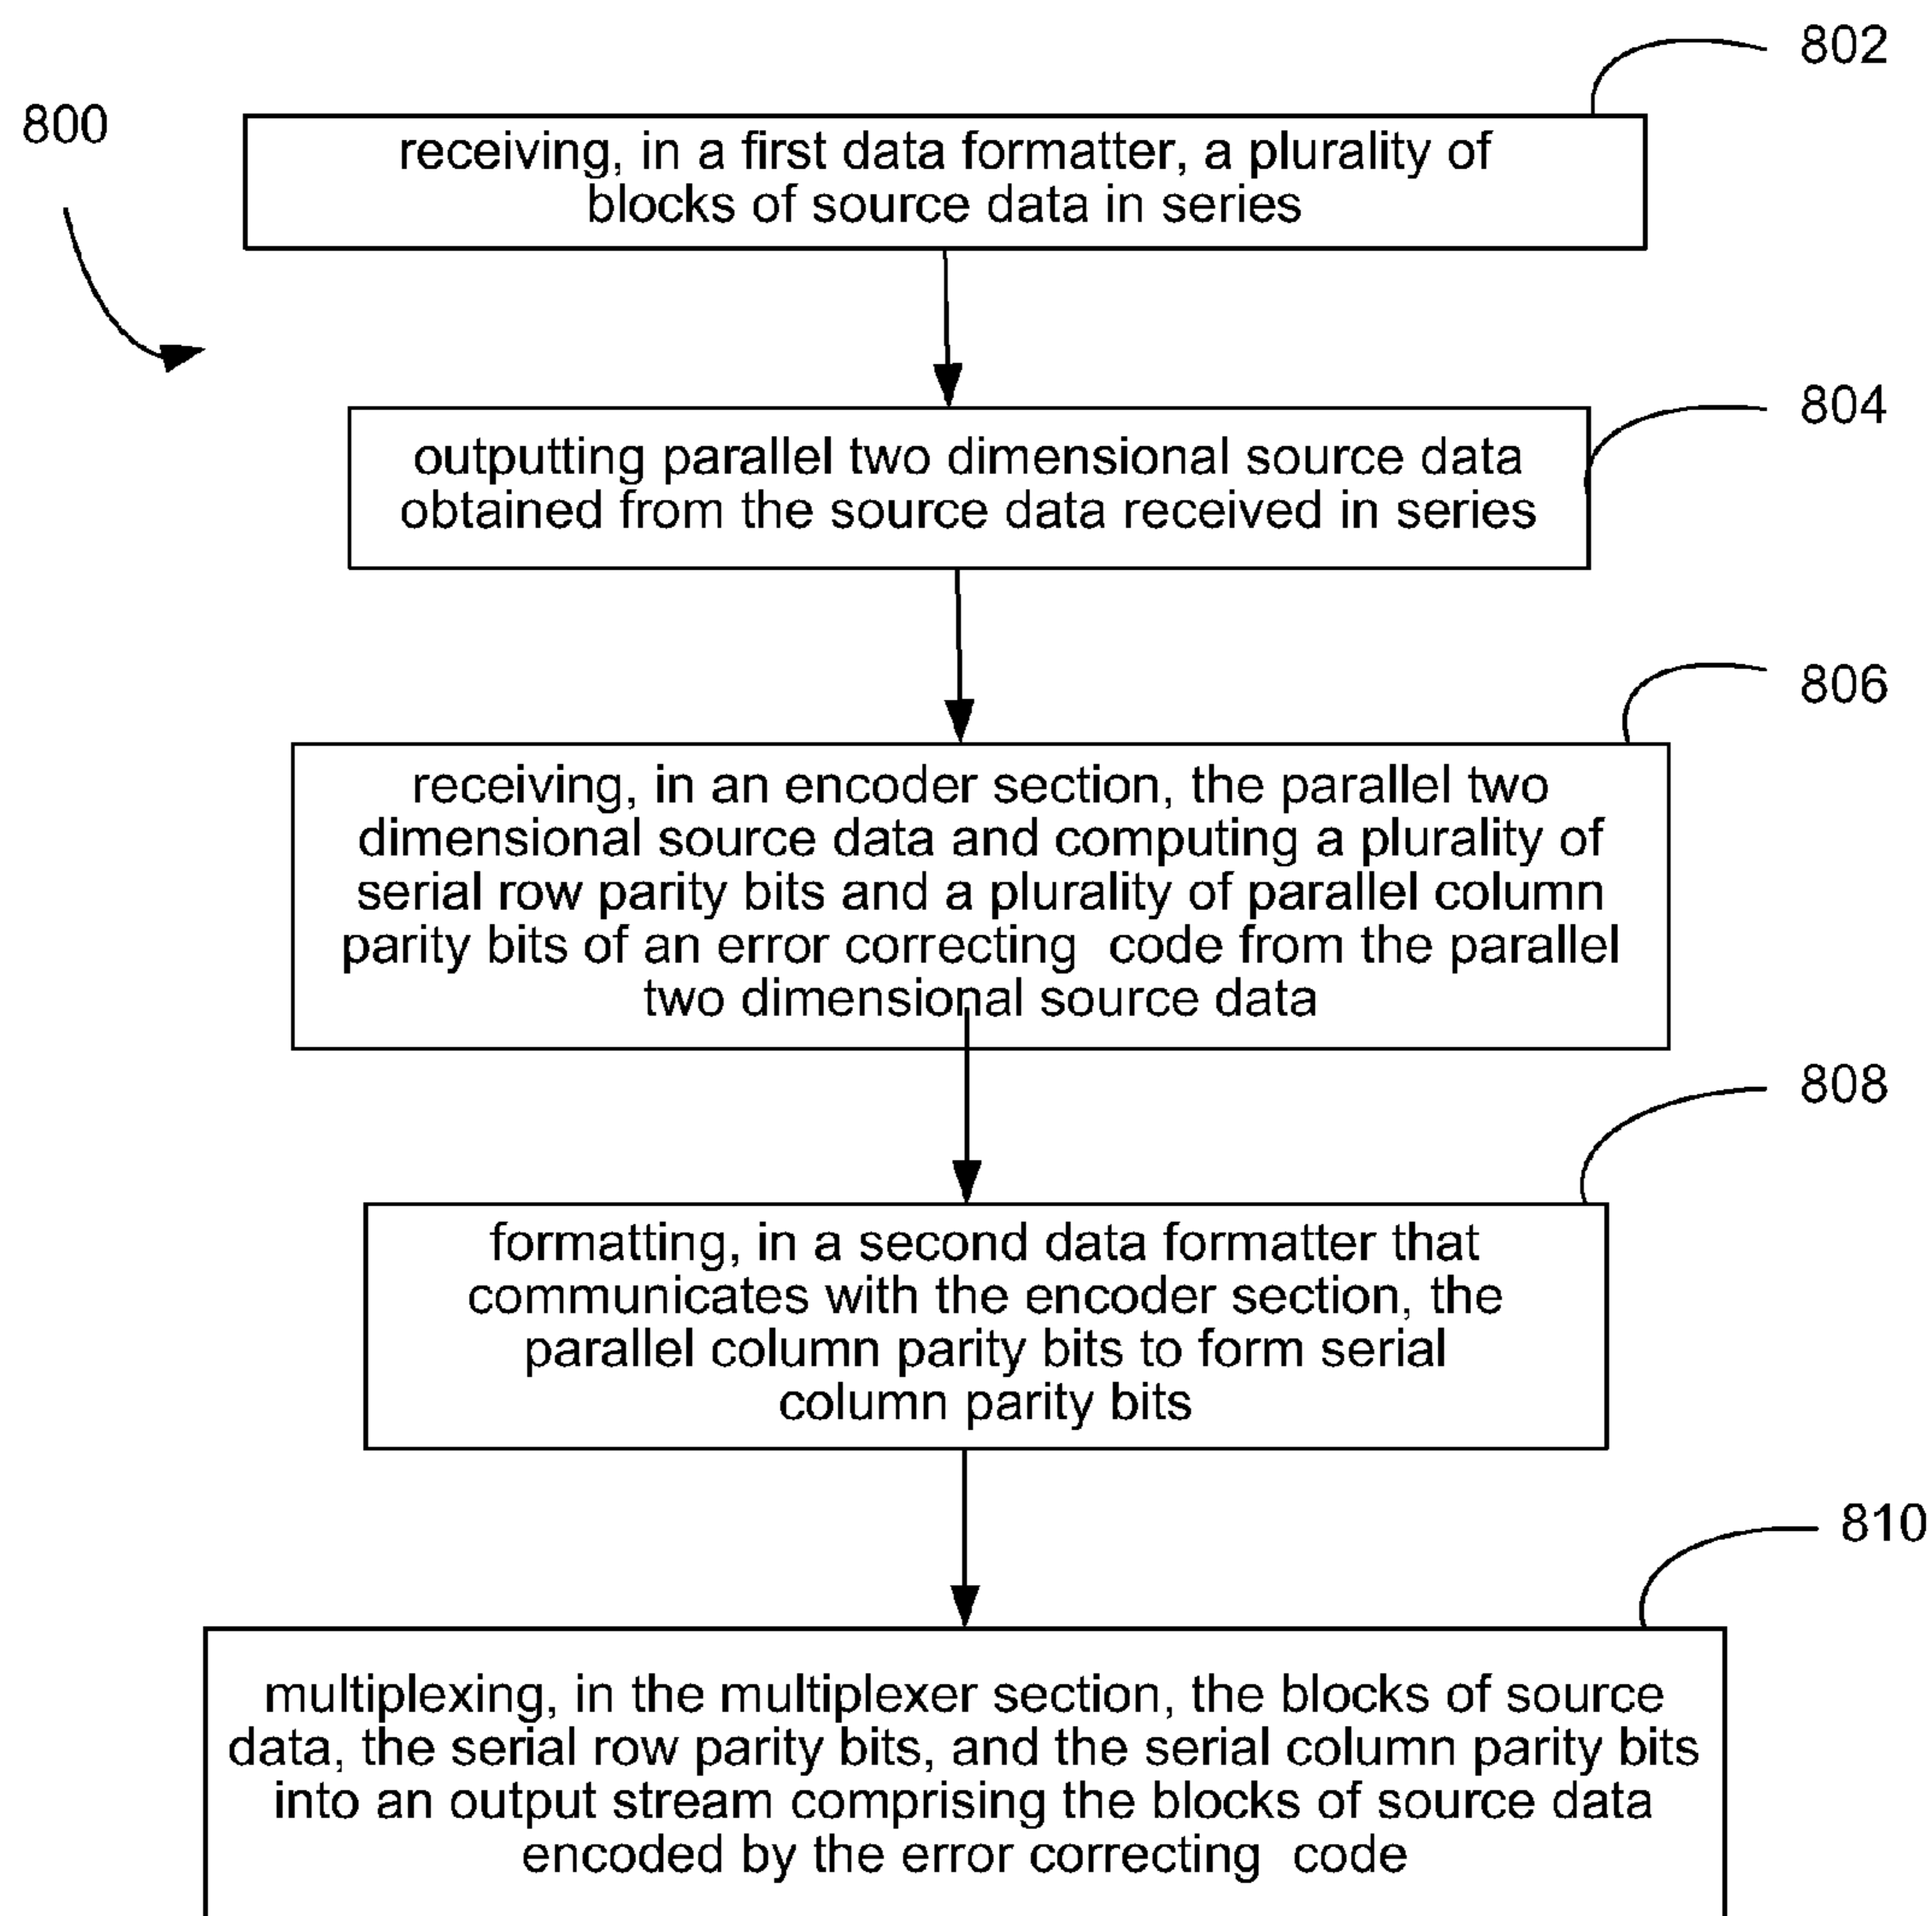 802
800
receiving, in a first data formatter, a plurality of
blocks of source data in series
804
outputting parallel two dimensional source data
obtained from the source data received in series
806
receiving, in an encoder section, the parallel two
dimensional source data and computing a plurality of
serial row parity bits and a plurality of parallel column
parity bits of an error correcting code from the parallel
two dimensional source data
808
formatting, in a second data formatter that
communicates with the encoder section, the
parallel column parity bits to form serial
column parity bits
810
multiplexing, in the multiplexer section, the blocks of source
data, the serial row parity bits, and the serial column parity bits
into an output stream comprising the blocks of source data
encoded by the error correcting code